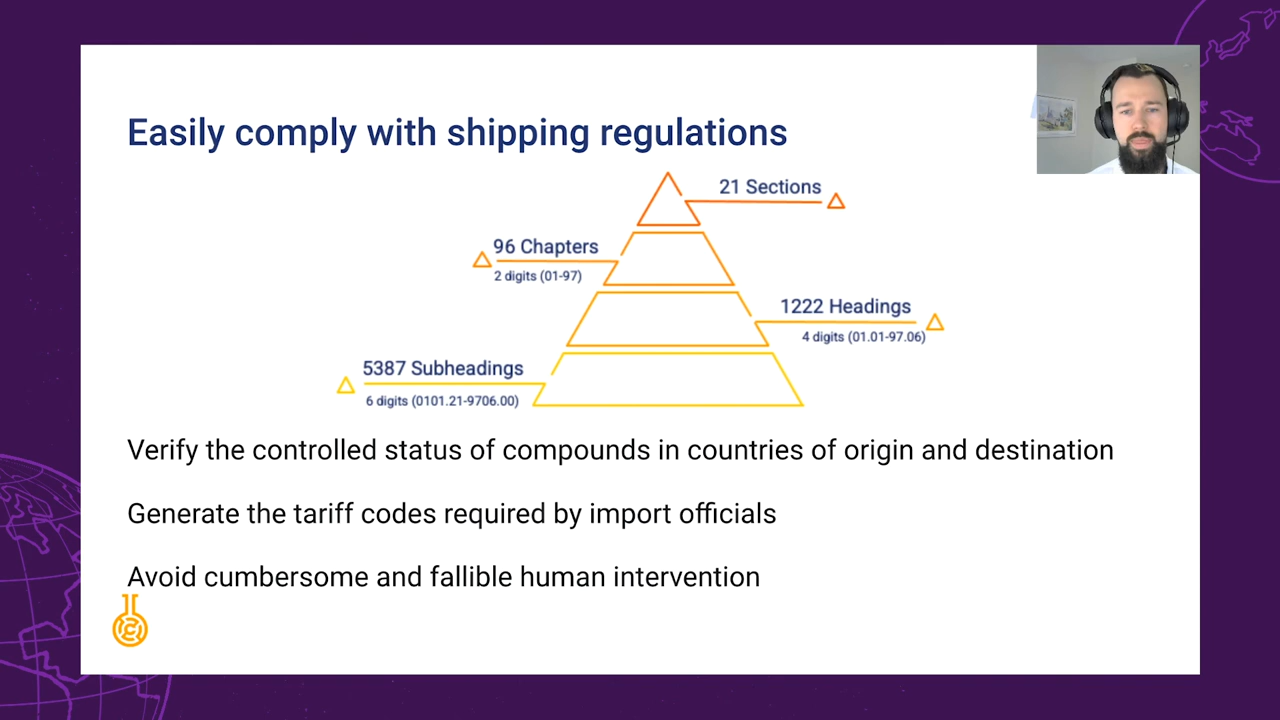 Easily comply with shipping regulations
21 Sections
96 Chapters
2 digits (01-97)
1222 Headings
4 digits (01.01-97.06)
5387 Subheadings
6 digits (0101.21-9706.00)
Verify the controlled status of compounds in countries of origin and destination
Generate the tariff codes required by import officials
Avoid cumbersome and fallible human intervention